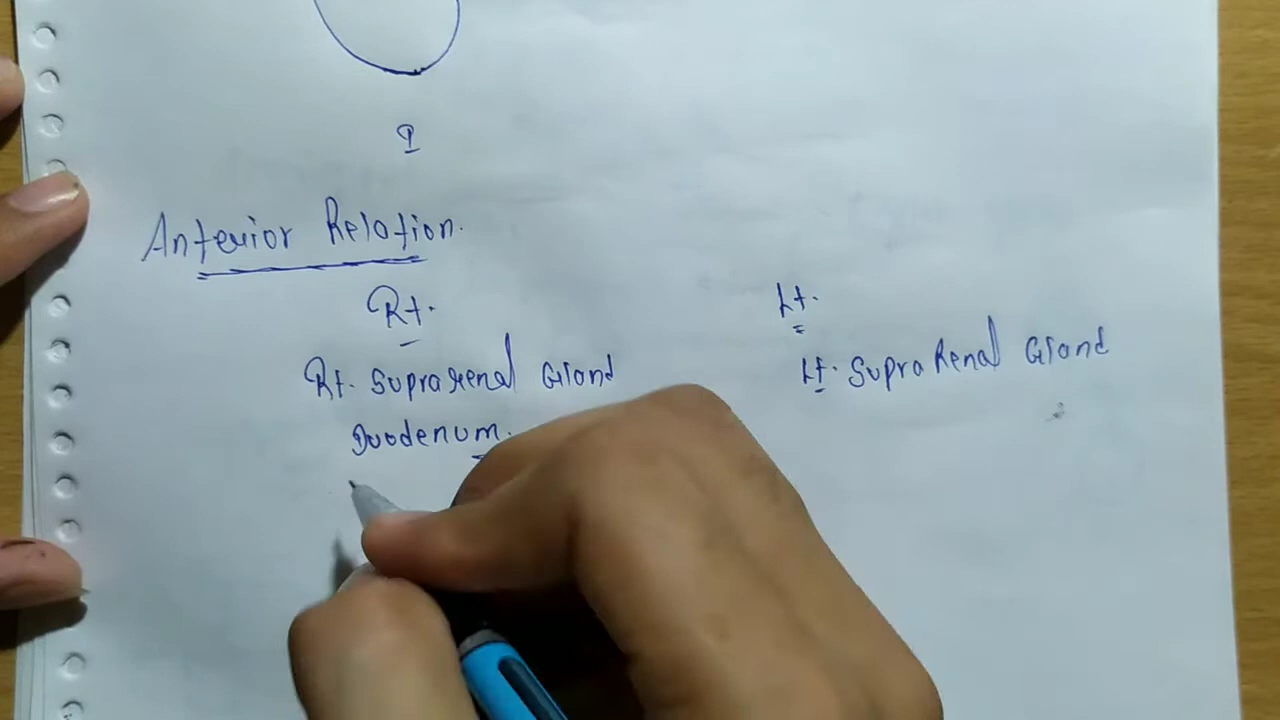 I
Anterior Relation.
Rt.
Lt.
Rt. Suprarenal Gland
Lt. SupraRenal Gland
Duodenum.